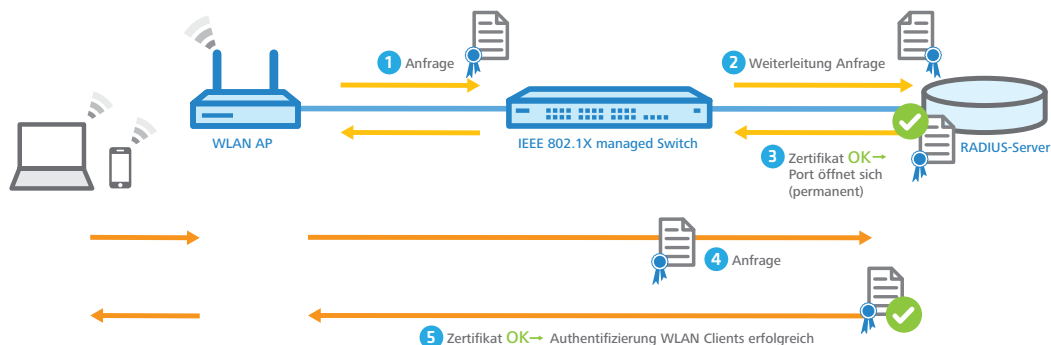 1 Anfrage
2 Weiterleitung Anfrage
WLAN AP
IEEE 802.1X managed Switch
RADIUS-Server
3 Zertifikat OK→
Port öffnet sich
(permanent)
4 Anfrage
5 Zertifikat OK→ Authentifizierung WLAN Clients erfolgreich